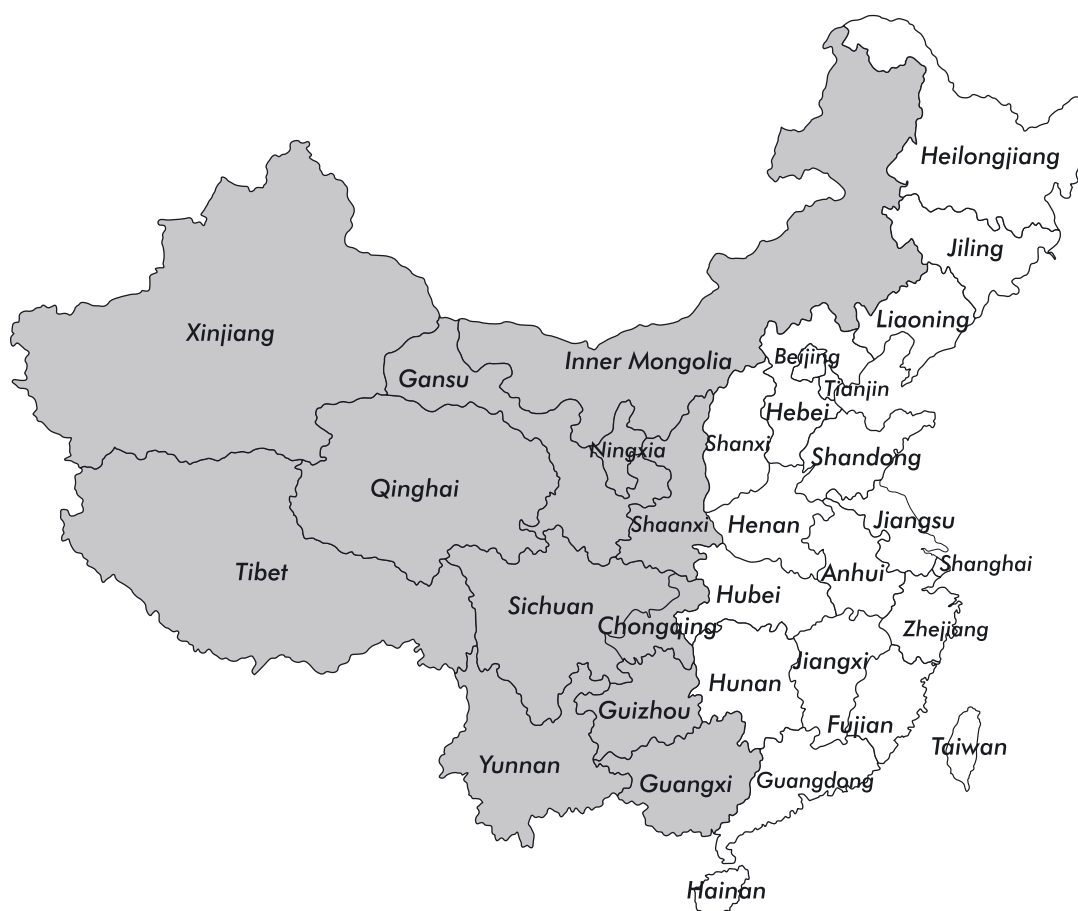 Heilongjiang
Jiling
Liaoning
Xinjiang
Inner Mongolia
Beijing
Gansu
Tianjin
Hebei
Shanxi
Ningxia
Shandong
Qinghai
Shaanxi
Henan
Jiangsu
Shanghai
Tibet
Anhui
Hubei
Sichuan
Chongqing
Zhejiang
Jiangxi
Hunan
Guizhou
Fujian
Taiwan
Yunnan
Guangxi
Guangdong
Hainan